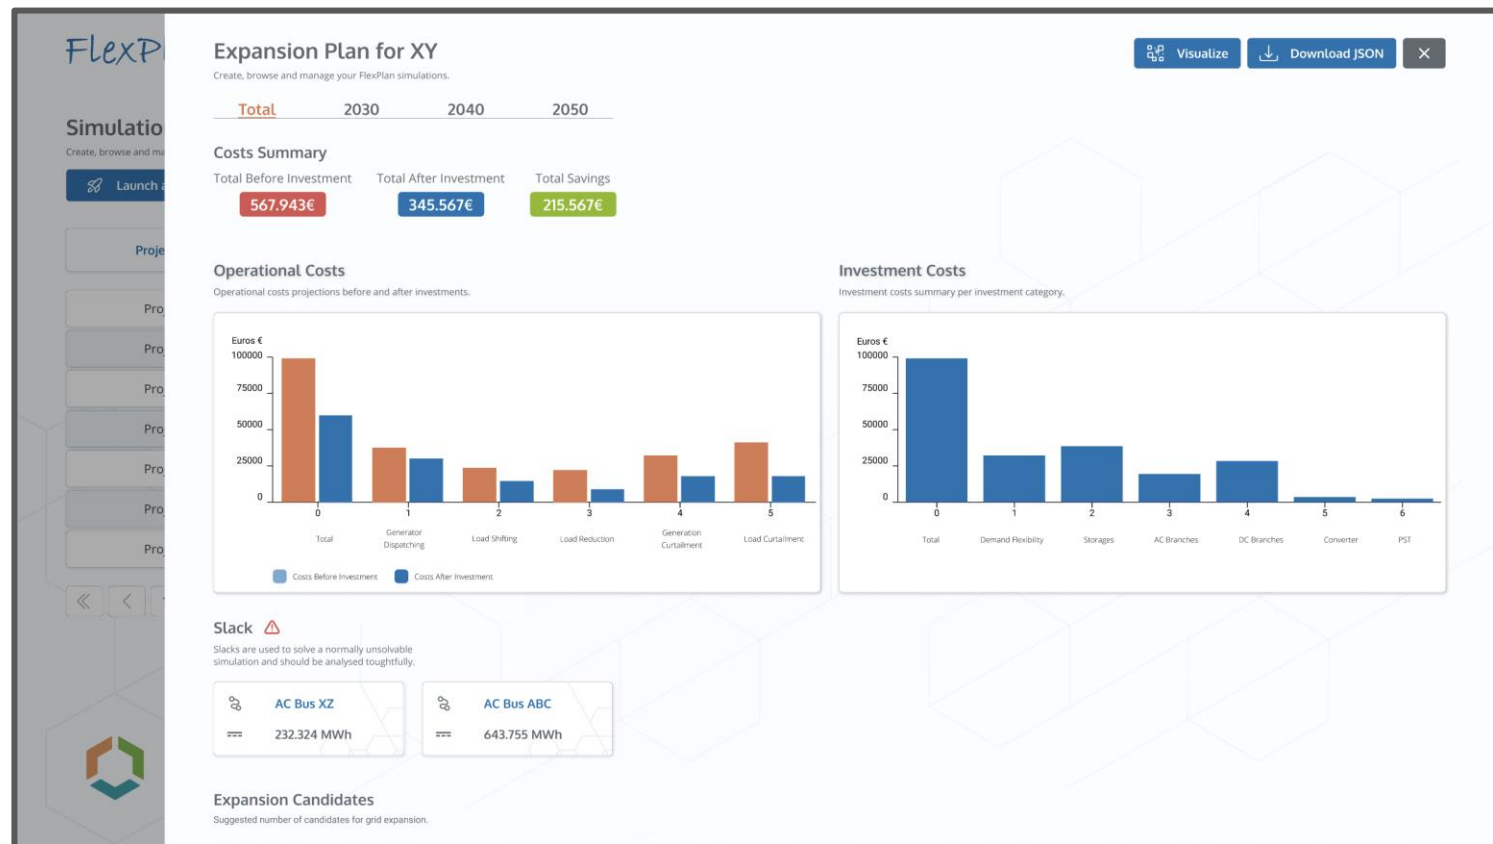 FlexPl
Simulatio
Create, browse and ma
Launch a
Proje
Pro
Pro
Pro
Pro
Pro
Pro
Pro
Expansion Plan for XY
Create, browse and manage your FlexPlan simulations.
Visualize
Download JSON
Total 2030 2040 2050
Costs Summary
Total Before Investment Total After Investment Total Savings
567.943€ 345.567€ 215.567€
Operational Costs
Operational costs projections before and after investments.
Euros €
100000
75000
50000
25000
0
0 1 2 3 4 5
Total
Generator
Dispatching
Load Shifting
Load Reduction
Generation
Curtailment
Load Curtailment
Costs Before Investment Costs After Investment
Investment Costs
Investment costs summary per investment category.
Euros €
100000
75000
50000
25000
0
0 1 2 3 4 5 6
Total Demand Flexibility Storages AC Branches DC Branches Converter PST
Slack
Slacks are used to solve a normally unsolvable
simulation and should be analysed toughtfully.
AC Bus XZ
232.324 MWh
AC Bus ABC
643.755 MWh
Expansion Candidates
Suggested number of candidates for grid expansion.